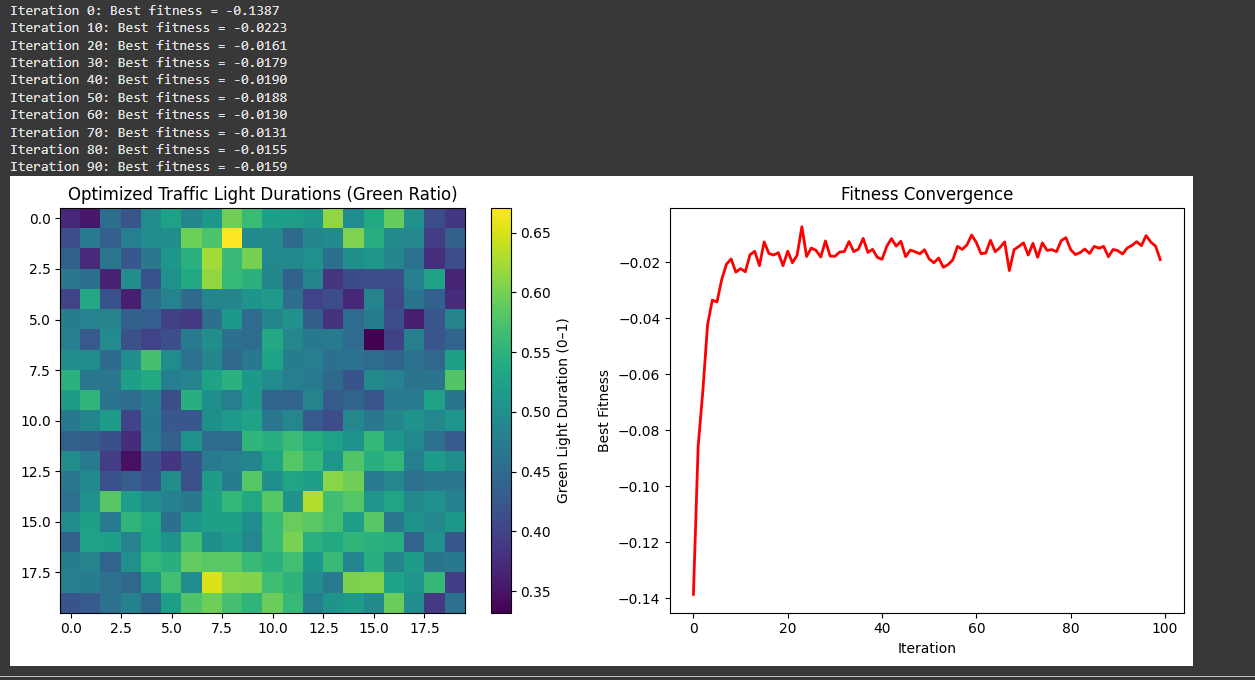 Iteration 0: Best fitness = -0.1387
Iteration 10: Best fitness = -0.0223
Iteration 20: Best fitness = -0.0161
Iteration 30: Best fitness = -0.0179
Iteration 40: Best fitness = -0.0190
Iteration 50: Best fitness = -0.0188
Iteration 60: Best fitness = -0.0130
Iteration 70: Best fitness = -0.0131
Iteration 80: Best fitness = -0.0155
Iteration 90: Best fitness = -0.0159
Optimized Traffic Light Durations (Green Ratio)
0.0
2.5
5.0
7.5
10.0
12.5
15.0
17.5
0.0 2.5 5.0 7.5 10.0 12.5 15.0 17.5
0.65
0.60
0.55
0.50
0.45
0.40
0.35
Green Light Duration (0–1)
Fitness Convergence
Best Fitness
−0.02
−0.04
−0.06
−0.08
−0.10
−0.12
−0.14
0 20 40 60 80 100
Iteration